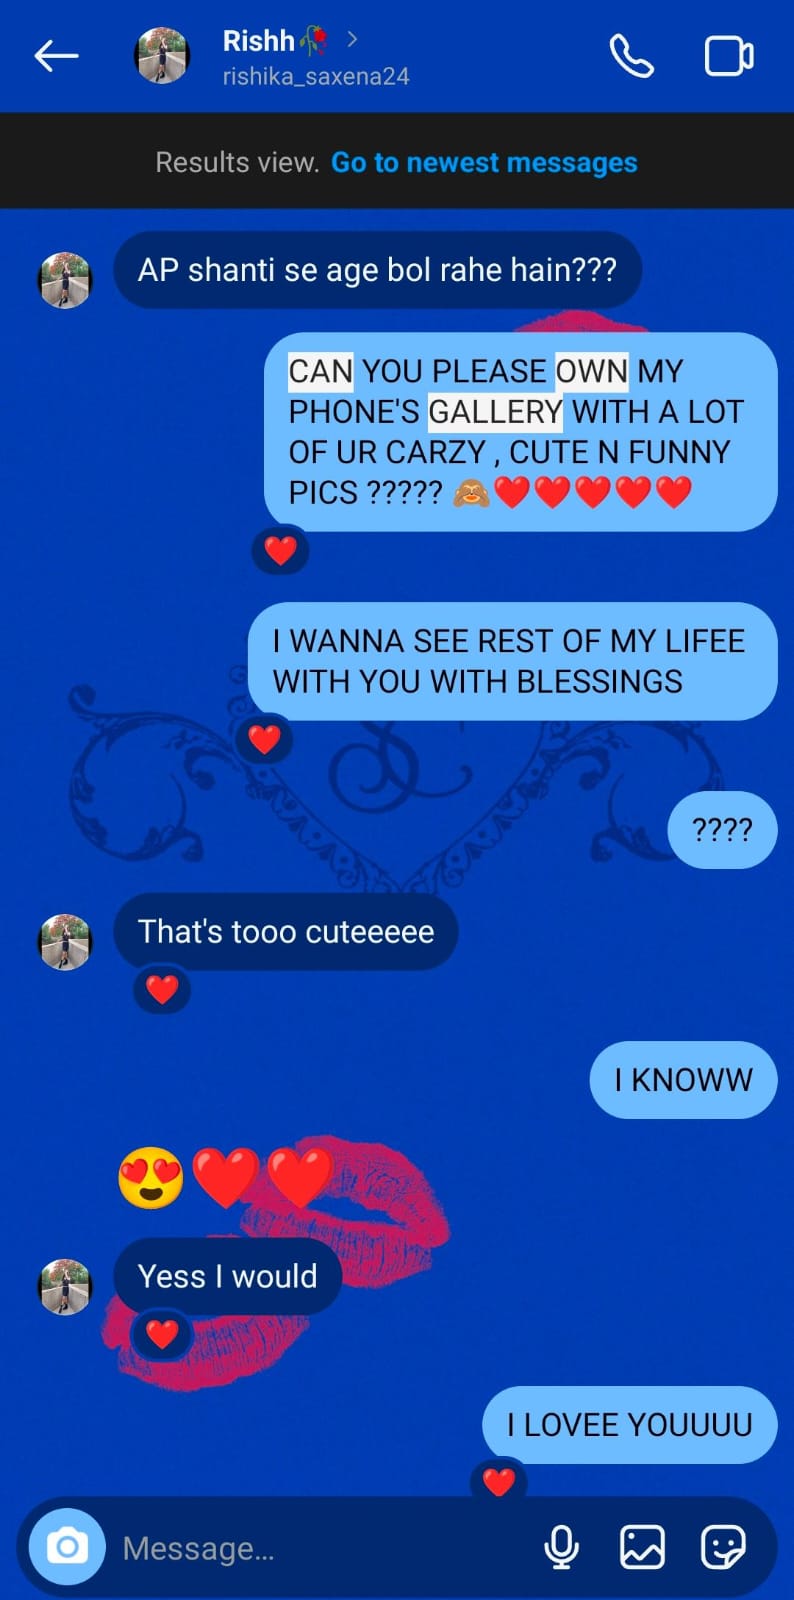 Rishh🥀 >
rishika_saxena24
Results view. Go to newest messages
AP shanti se age bol rahe hain???
CAN YOU PLEASE OWN MY
PHONE'S GALLERY WITH A LOT
OF UR CARZY , CUTE N FUNNY
PICS ????? 🙈❤️❤️❤️❤️❤️
❤️
I WANNA SEE REST OF MY LIFEE
WITH YOU WITH BLESSINGS
❤️
????
That's tooo cuteeeee
❤️
I KNOWW
😍❤️❤️
Yess I would
❤️
I LOVEE YOUUUU
❤️
Message...